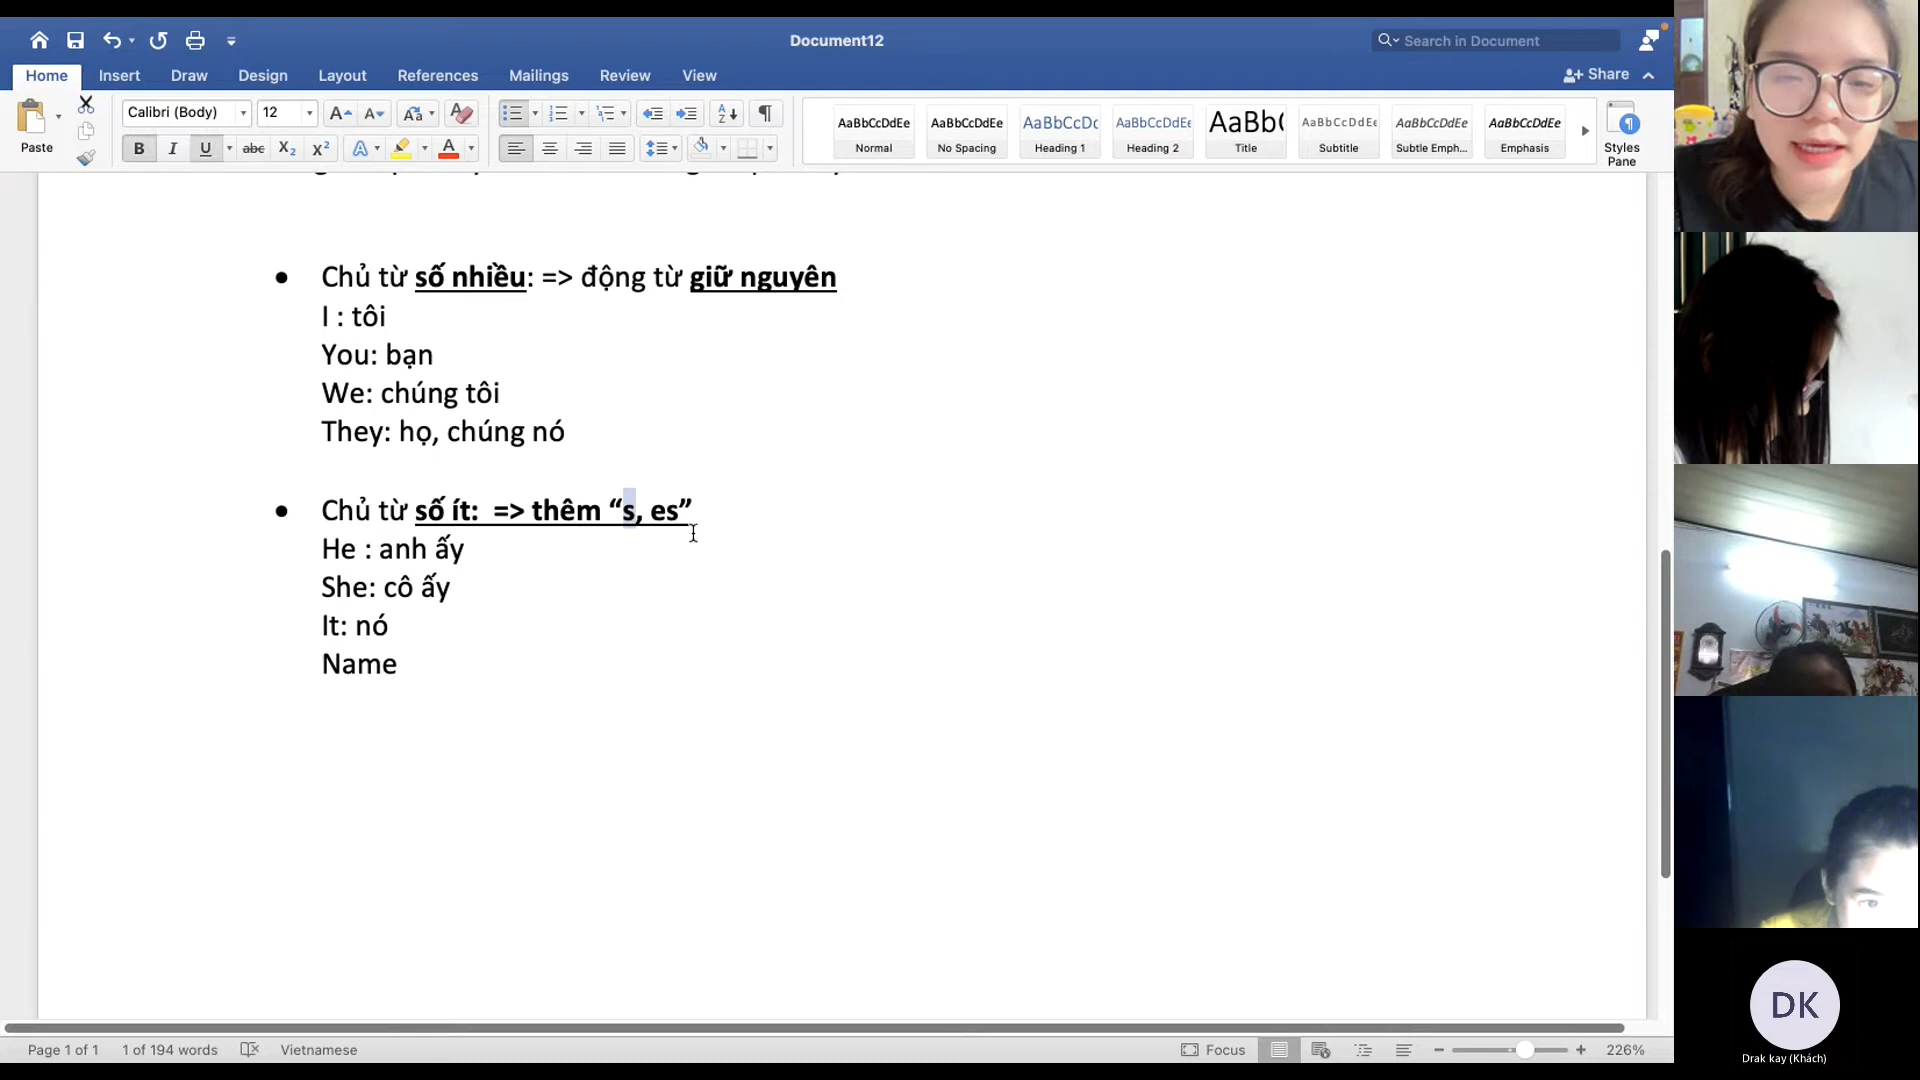 Document12
Search in Document
Home
Insert
Draw
Design
Layout
References
Mailings
Review
View
Share
Paste
Calibri (Body)
12
AaBbCcDdEe
Normal
AaBbCcDdEe
No Spacing
AaBbCcDc
Heading 1
AaBbCcDdEe
Heading 2
AaBb(
Title
AaBbCcDdEe
Subtitle
AaBbCcDdEe
Subtle Emph...
AaBbCcDdEe
Emphasis
Styles
Pane
• Chủ từ số nhiều: => động từ giữ nguyên
I : tôi
You: bạn
We: chúng tôi
They: họ, chúng nó
• Chủ từ số ít:  => thêm “s, es”
He : anh ấy
She: cô ấy
It: nó
Name
Page 1 of 1
1 of 194 words
Vietnamese
Focus
226%
DK
Drak kay (Khách)